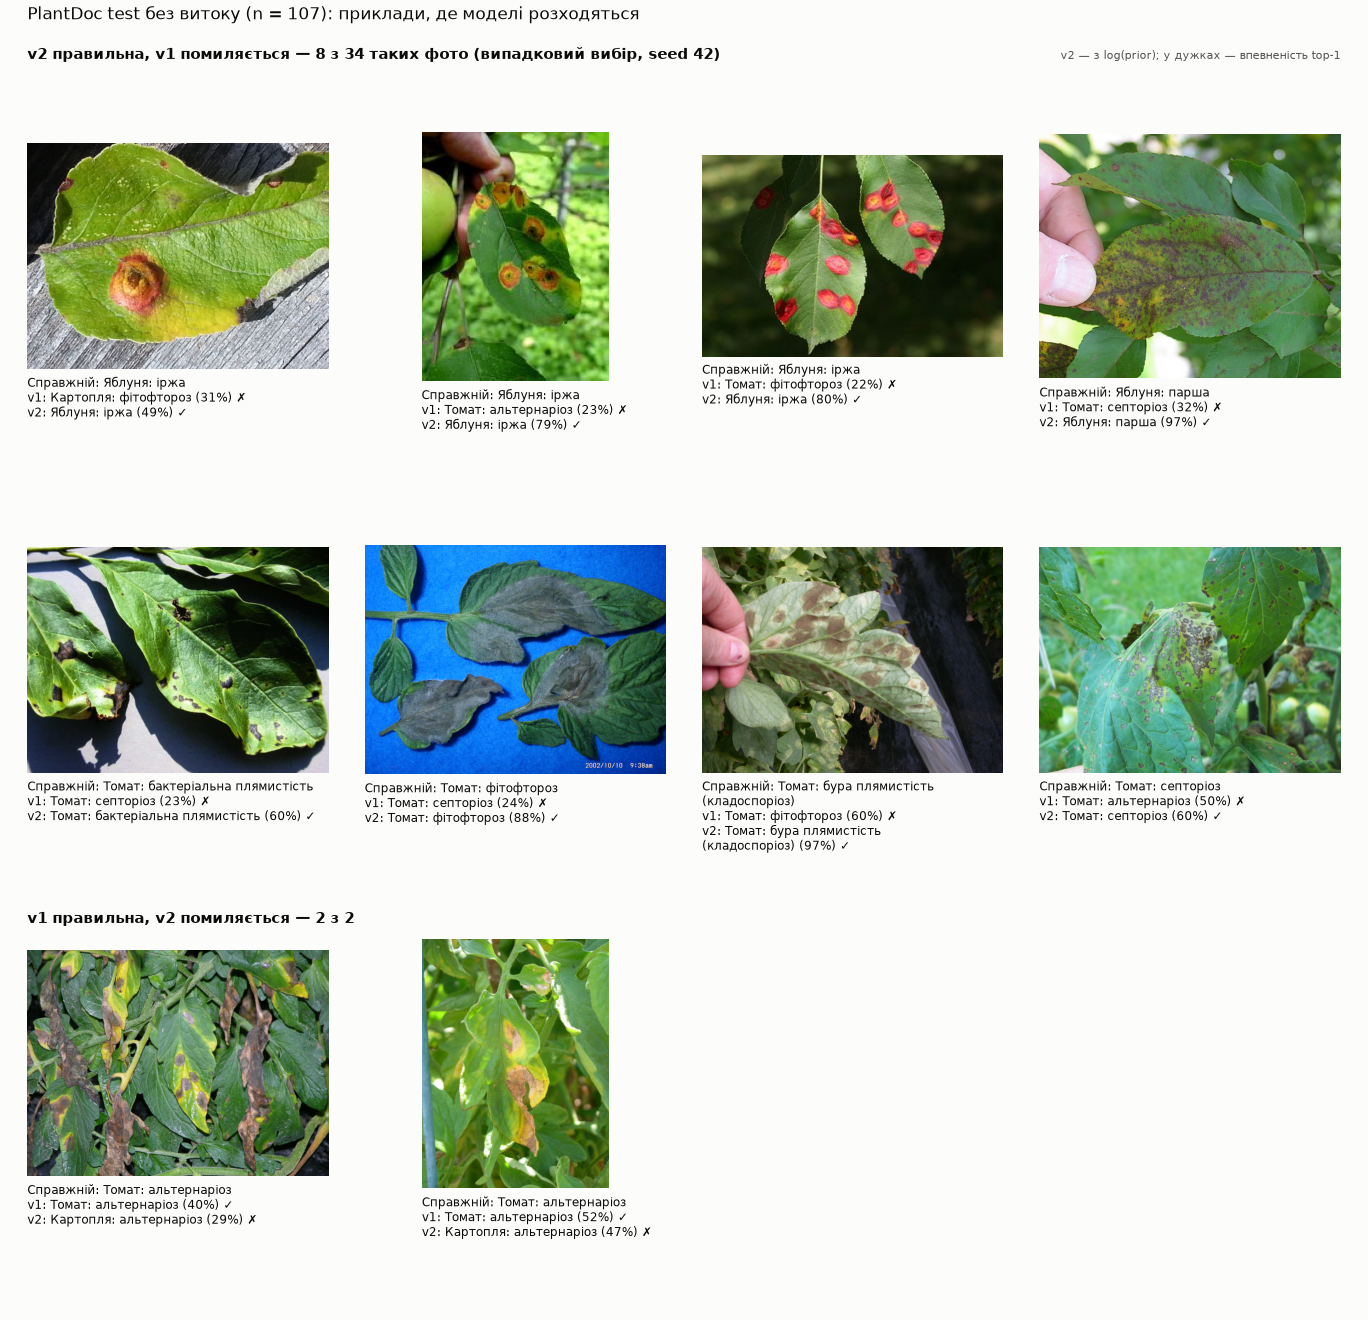 PlantDoc test без витоку (n = 107): приклади, де моделі розходяться
v2 правильна, v1 помиляється — 8 з 34 таких фото (випадковий вибір, seed 42)
v2 — з log(prior); у дужках — впевненість top-1
Справжній: Яблуня: іржа
v1: Картопля: фітофтороз (31%) ✗
v2: Яблуня: іржа (49%) ✓
Справжній: Яблуня: іржа
v1: Томат: альтернаріоз (23%) ✗
v2: Яблуня: іржа (79%) ✓
Справжній: Яблуня: іржа
v1: Томат: фітофтороз (22%) ✗
v2: Яблуня: іржа (80%) ✓
Справжній: Яблуня: парша
v1: Томат: септоріоз (32%) ✗
v2: Яблуня: парша (97%) ✓
2002/10/10 9:38am
Справжній: Томат: бактеріальна плямистість
v1: Томат: септоріоз (23%) ✗
v2: Томат: бактеріальна плямистість (60%) ✓
Справжній: Томат: фітофтороз
v1: Томат: септоріоз (24%) ✗
v2: Томат: фітофтороз (88%) ✓
Справжній: Томат: бура плямистість
(кладоспоріоз)
v1: Томат: фітофтороз (60%) ✗
v2: Томат: бура плямистість
(кладоспоріоз) (97%) ✓
Справжній: Томат: септоріоз
v1: Томат: альтернаріоз (50%) ✗
v2: Томат: септоріоз (60%) ✓
v1 правильна, v2 помиляється — 2 з 2
Справжній: Томат: альтернаріоз
v1: Томат: альтернаріоз (40%) ✓
v2: Картопля: альтернаріоз (29%) ✗
Справжній: Томат: альтернаріоз
v1: Томат: альтернаріоз (52%) ✓
v2: Картопля: альтернаріоз (47%) ✗